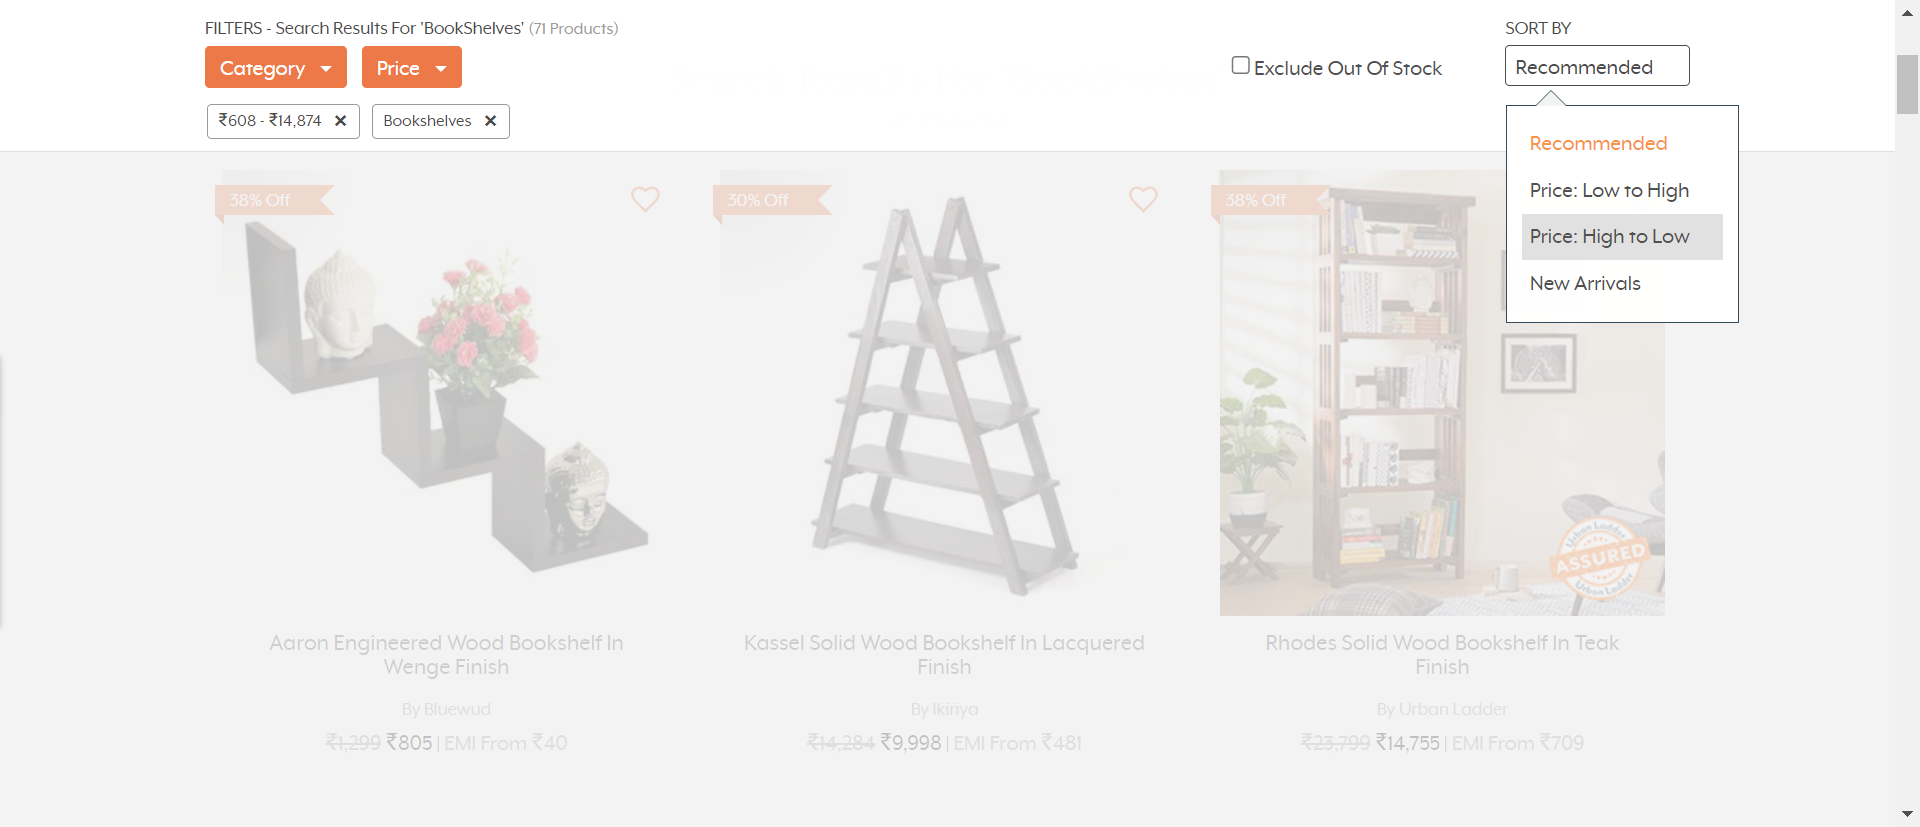 FILTERS - Search Results For 'BookShelves' (71 Products)
SORT BY
Category
Price
Exclude Out Of Stock
Recommended
₹608 - ₹14,874 ✕
Bookshelves ✕
Recommended
Price: Low to High
Price: High to Low
New Arrivals
38% Off
30% Off
38% Off
Urban Ladder
ASSURED
Urban Ladder
Aaron Engineered Wood Bookshelf In
Wenge Finish
By Bluewud
₹1,299 ₹805 | EMI From ₹40
Kassel Solid Wood Bookshelf In Lacquered
Finish
By Ikiriya
₹14,284 ₹9,998 | EMI From ₹481
Rhodes Solid Wood Bookshelf In Teak
Finish
By Urban Ladder
₹23,799 ₹14,755 | EMI From ₹709